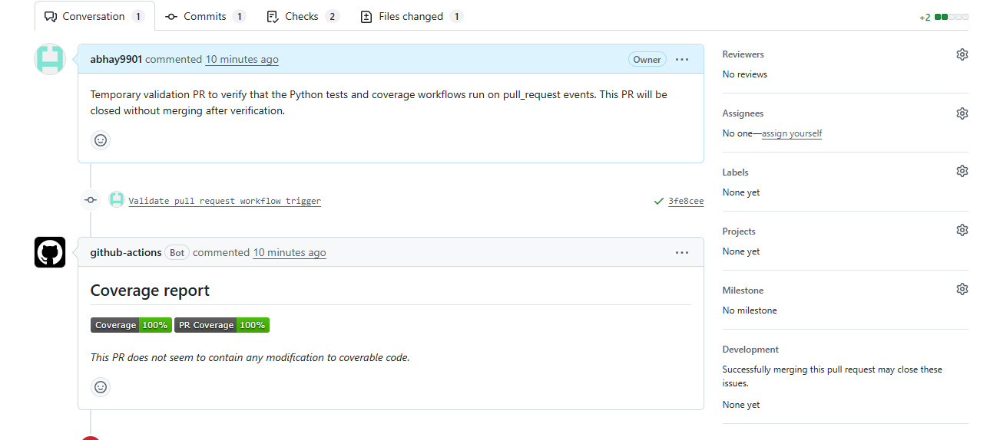 Conversation 1 Commits 1 Checks 2 Files changed 1 +2
abhay9901 commented 10 minutes ago Owner
Temporary validation PR to verify that the Python tests and coverage workflows run on pull_request events. This PR will be
closed without merging after verification.
Validate pull request workflow trigger 3fe8cee
github-actions Bot commented 10 minutes ago
Coverage report
Coverage 100% PR Coverage 100%
This PR does not seem to contain any modification to coverable code.
Reviewers
No reviews
Assignees
No one—assign yourself
Labels
None yet
Projects
None yet
Milestone
No milestone
Development
Successfully merging this pull request may close these
issues.
None yet